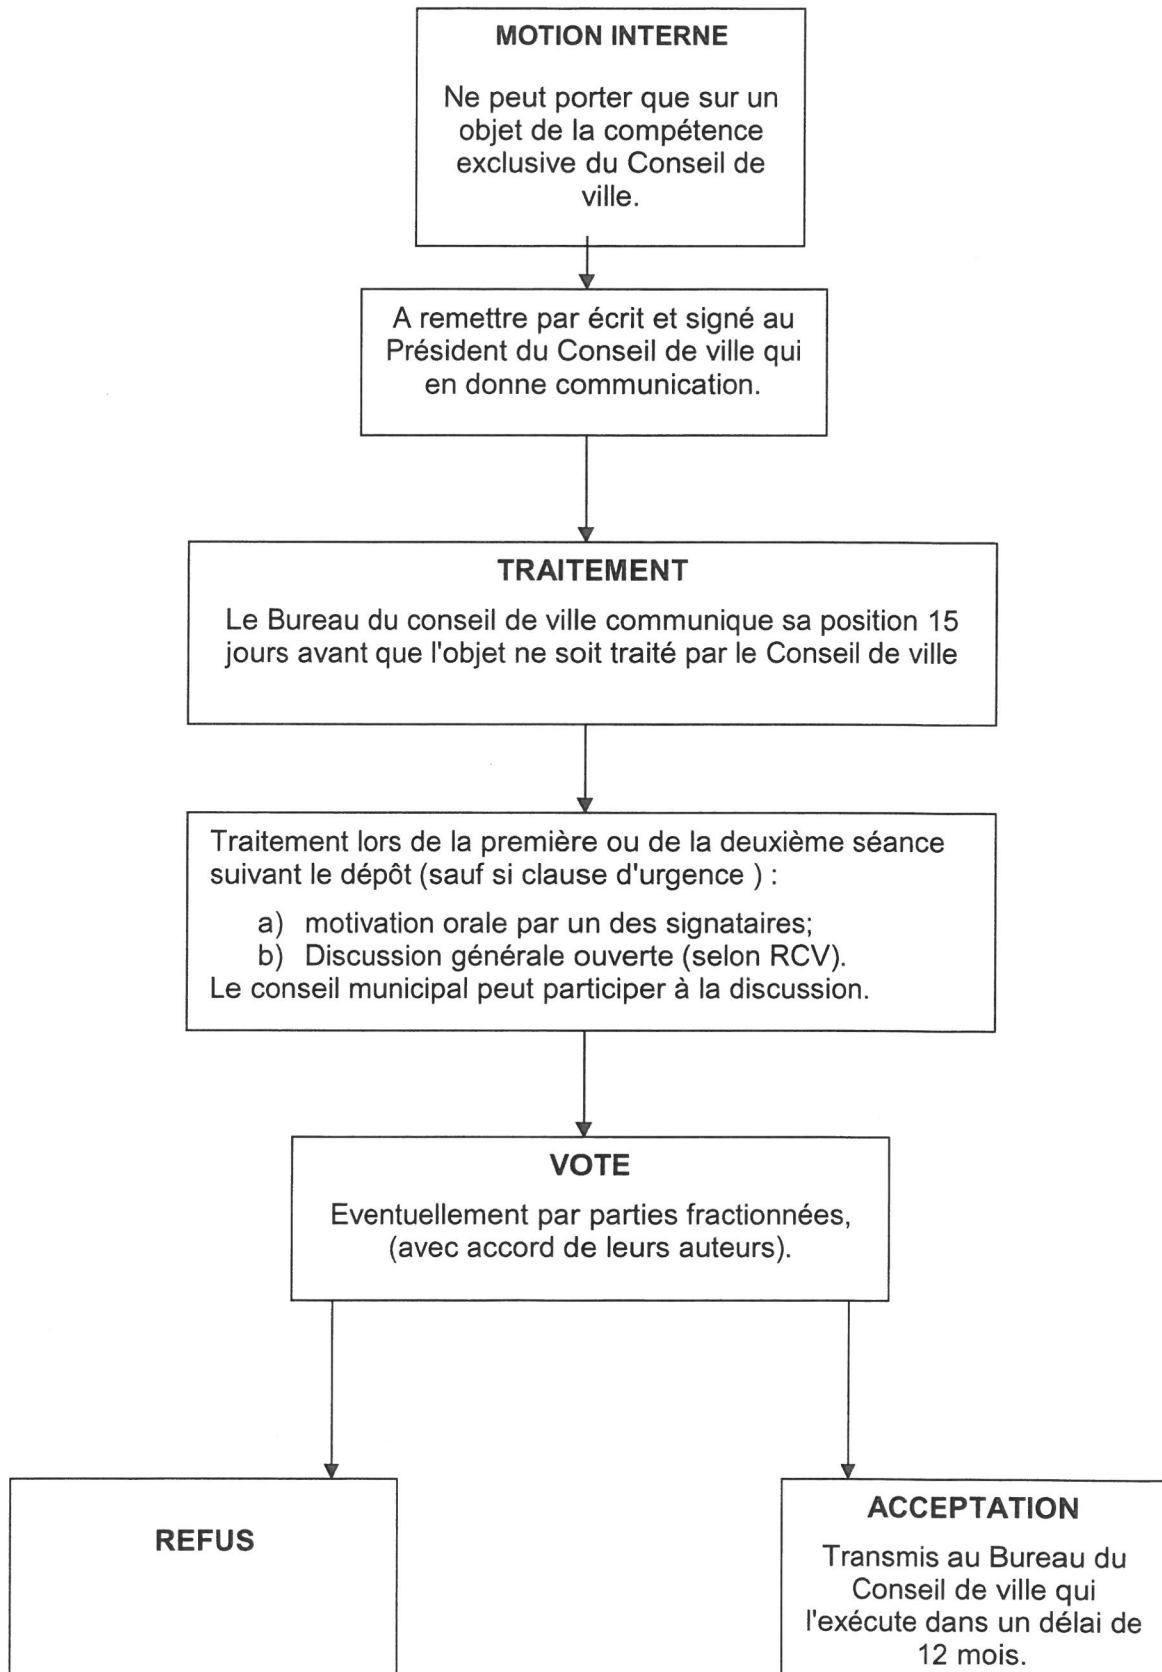 MOTION INTERNE
Ne peut porter que sur un
objet de la compétence
exclusive du Conseil de
ville.
A remettre par écrit et signé au
Président du Conseil de ville qui
en donne communication.
TRAITEMENT
Le Bureau du conseil de ville communique sa position 15
jours avant que l'objet ne soit traité par le Conseil de ville
Traitement lors de la première ou de la deuxième séance
suivant le dépôt (sauf si clause d'urgence ) :
a) motivation orale par un des signataires;
b) Discussion générale ouverte (selon RCV).
Le conseil municipal peut participer à la discussion.
VOTE
Eventuellement par parties fractionnées,
(avec accord de leurs auteurs).
REFUS
ACCEPTATION
Transmis au Bureau du
Conseil de ville qui
l'exécute dans un délai de
12 mois.